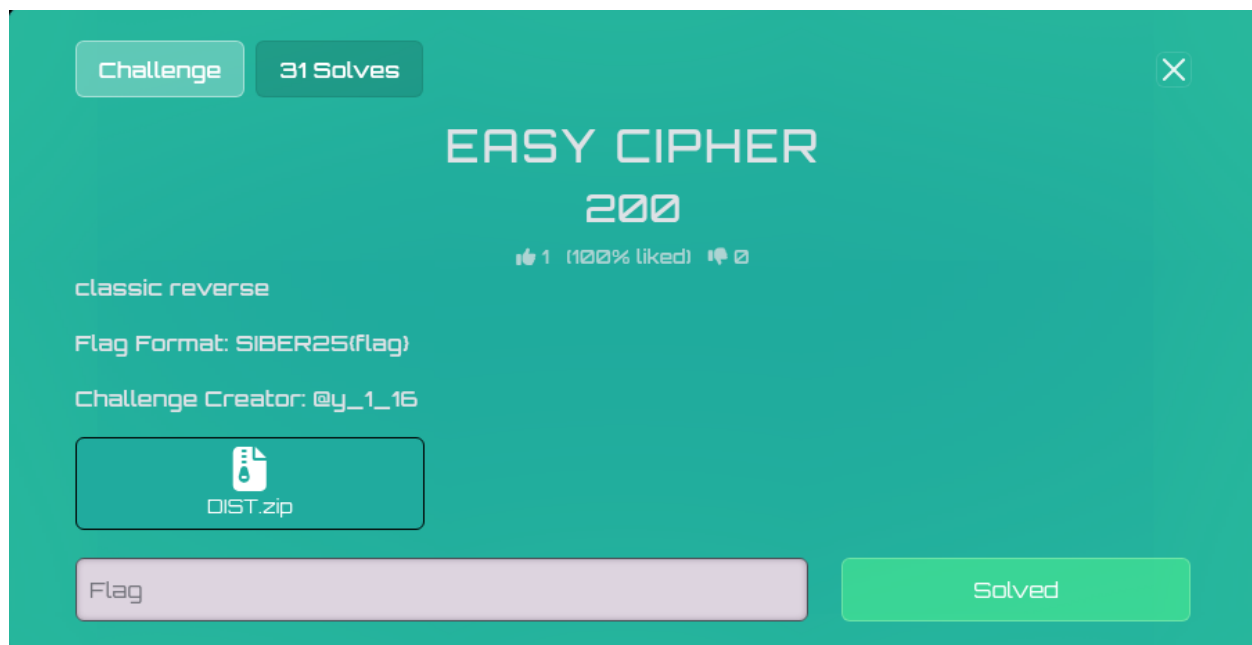 Challenge
31 Solves
EASY CIPHER
200
1 (100% liked) 0
classic reverse
Flag Format: SIBER25{flag}
Challenge Creator: @y_1_16
DIST.zip
Flag
Solved